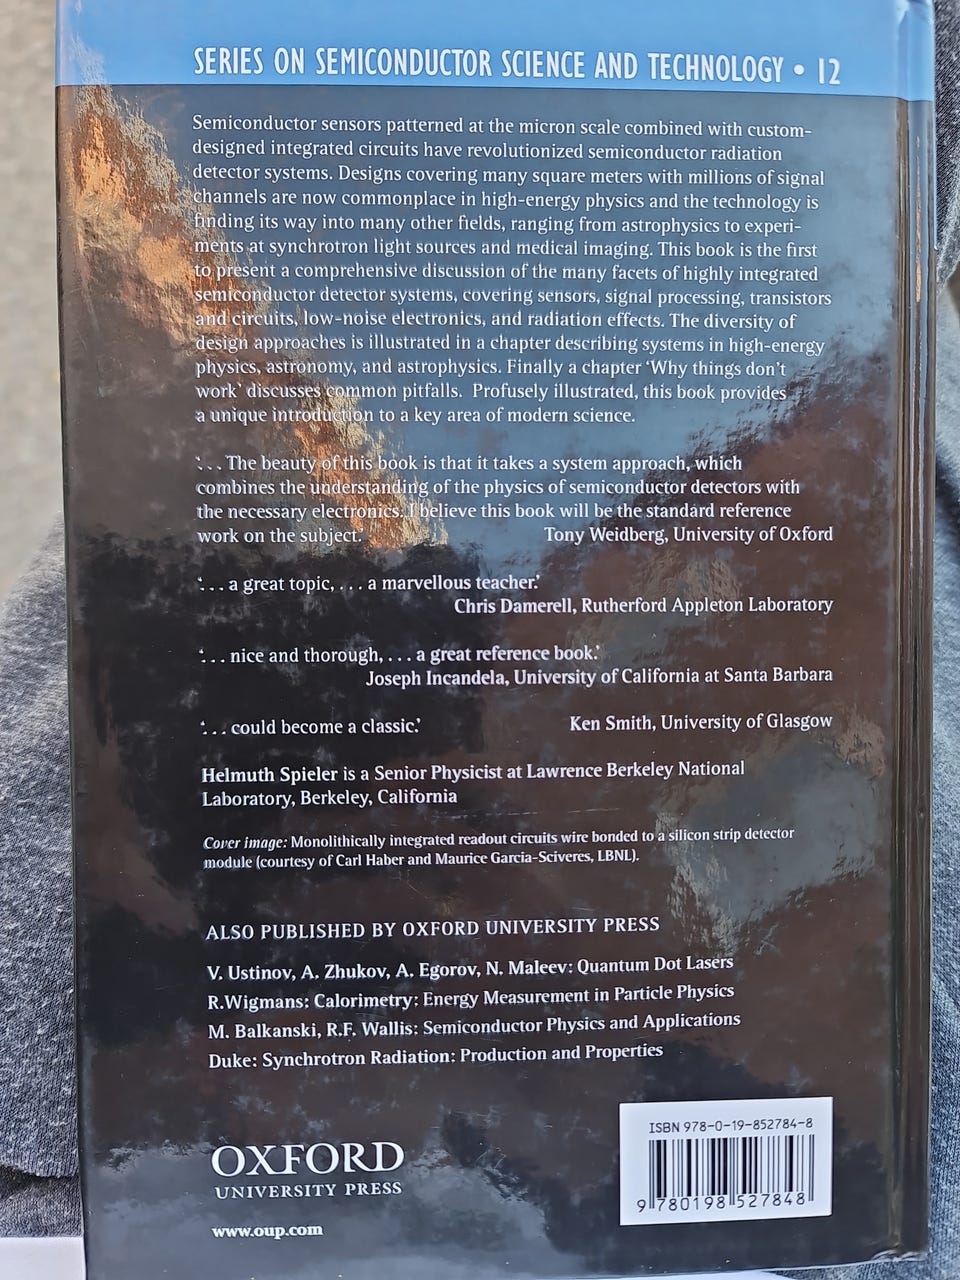 SERIES ON SEMICONDUCTOR SCIENCE AND TECHNOLOGY • 12
Semiconductor sensors patterned at the micron scale combined with custom-
designed integrated circuits have revolutionized semiconductor radiation
detector systems. Designs covering many square meters with millions of signal
channels are now commonplace in high-energy physics and the technology is
finding its way into many other fields, ranging from astrophysics to experi-
ments at synchrotron light sources and medical imaging. This book is the first
to present a comprehensive discussion of the many facets of highly integrated
semiconductor detector systems, covering sensors, signal processing, transistors
and circuits, low-noise electronics, and radiation effects. The diversity of
design approaches is illustrated in a chapter describing systems in high-energy
physics, astronomy, and astrophysics. Finally a chapter ‘Why things don’t
work’ discusses common pitfalls. Profusely illustrated, this book provides
a unique introduction to a key area of modern science.
‘. . . The beauty of this book is that it takes a system approach, which
combines the understanding of the physics of semiconductor detectors with
the necessary electronics. I believe this book will be the standard reference
work on the subject. Tony Weidberg, University of Oxford
‘. . . a great topic, . . . a marvellous teacher.’
Chris Damerell, Rutherford Appleton Laboratory
‘. . . nice and thorough, . . . a great reference book.’
Joseph Incandela, University of California at Santa Barbara
‘. . . could become a classic.’ Ken Smith, University of Glasgow
Helmuth Spieler is a Senior Physicist at Lawrence Berkeley National
Laboratory, Berkeley, California
Cover image: Monolithically integrated readout circuits wire bonded to a silicon strip detector
module (courtesy of Carl Haber and Maurice Garcia-Sciveres, LBNL).
ALSO PUBLISHED BY OXFORD UNIVERSITY PRESS
V. Ustinov, A. Zhukov, A. Egorov, N. Maleev: Quantum Dot Lasers
R.Wigmans: Calorimetry: Energy Measurement in Particle Physics
M. Balkanski, R.F. Wallis: Semiconductor Physics and Applications
Duke: Synchrotron Radiation: Production and Properties
ISBN 978-0-19-852784-8
9 780198 527848
OXFORD
UNIVERSITY PRESS
www.oup.com